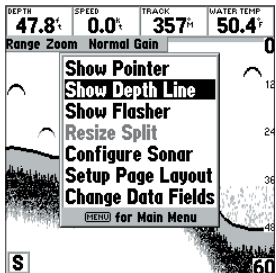 DEPTH SPEED TRACK WATER TEMP
47.8ft 0.0kt 357°M 50.4°F
Range Zoom Normal Gain 0
Show Pointer
Show Depth Line
12
Show Flasher
Resize Split
24
Configure Sonar
Setup Page Layout
36
Change Data Fields
MENU for Main Menu
48
S 60